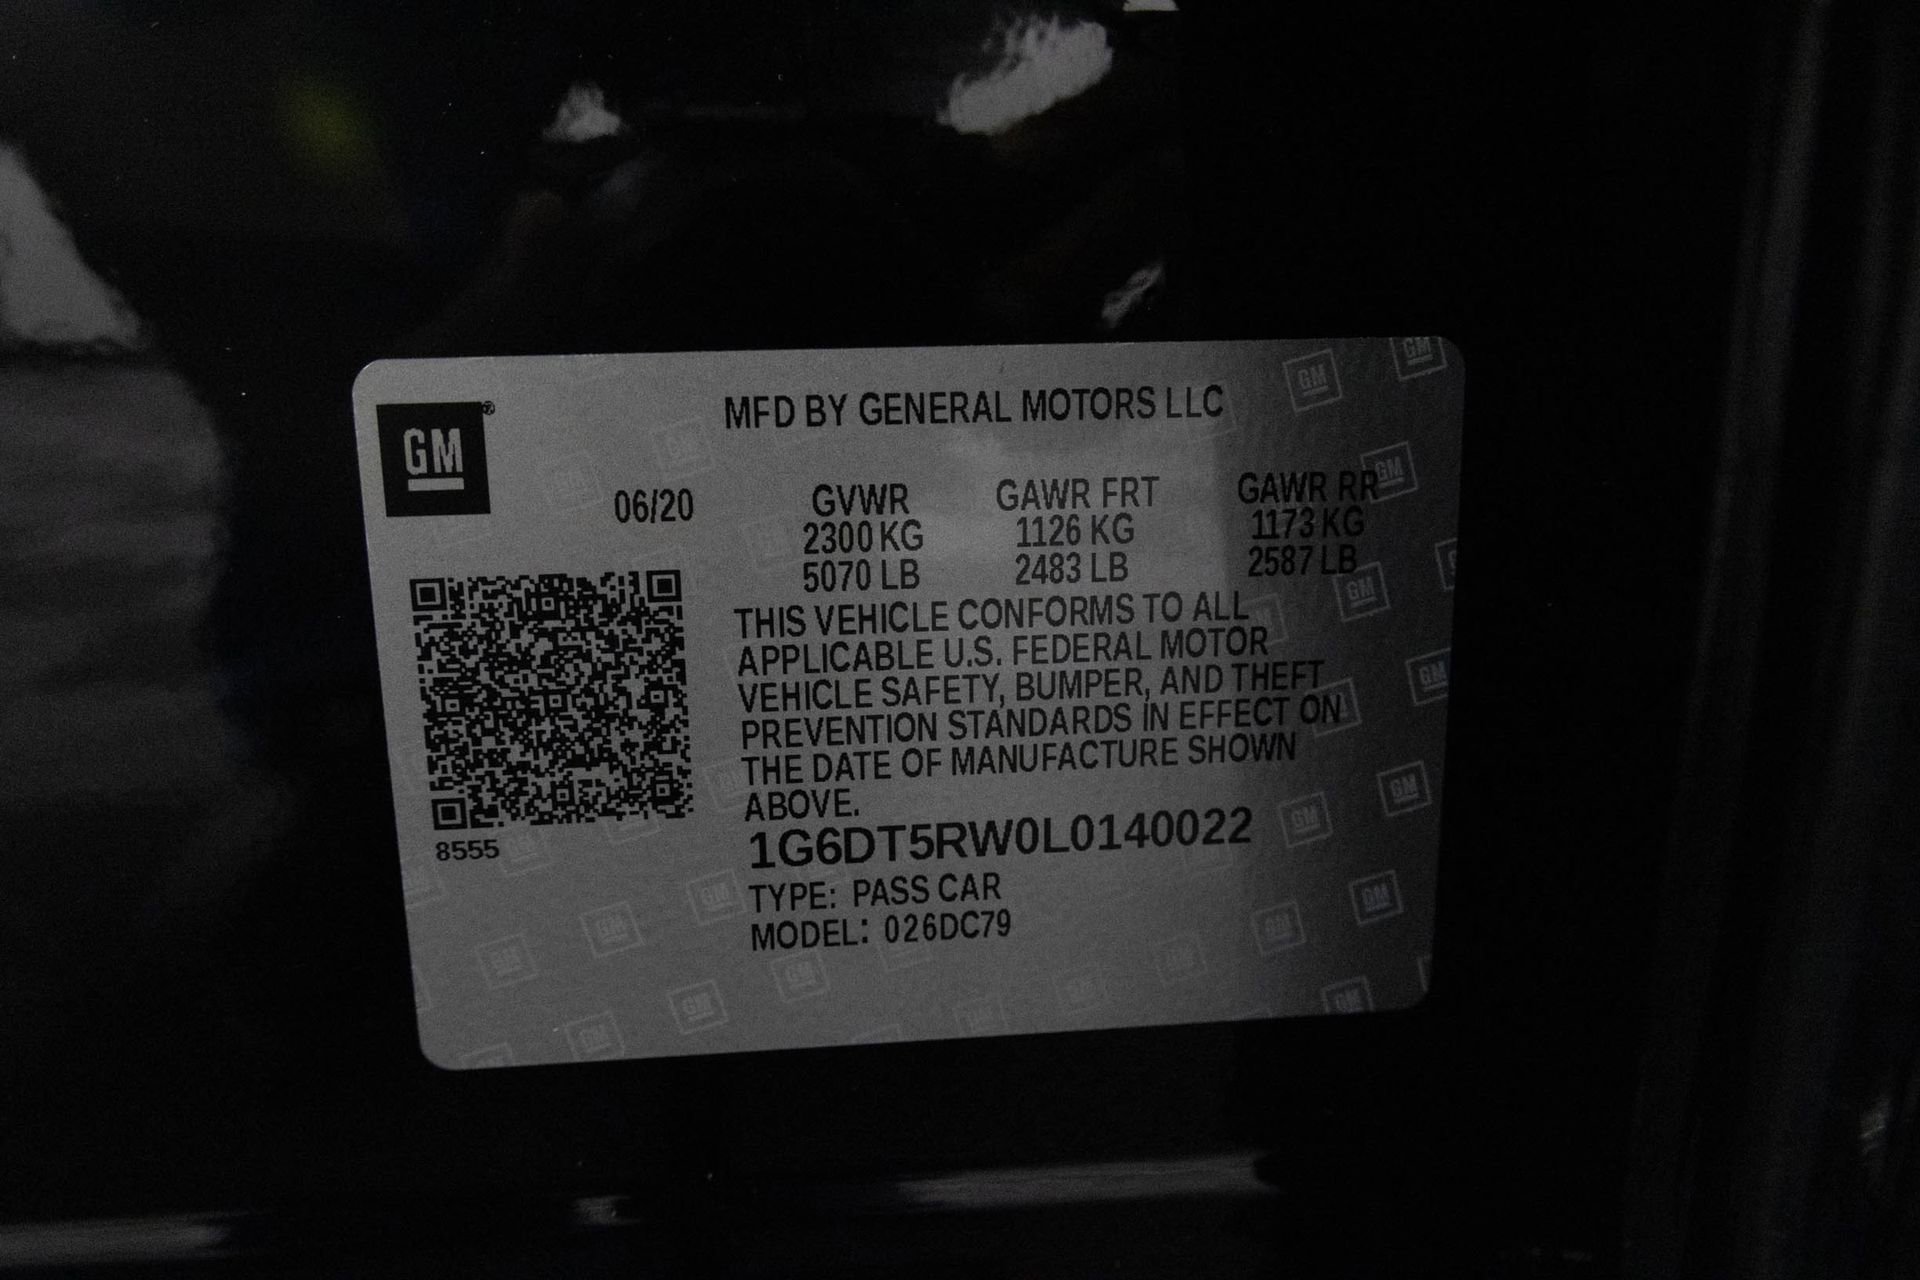 GM®
MFD BY GENERAL MOTORS LLC
06/20 GVWR GAWR FRT GAWR RR
2300 KG 1126 KG 1173 KG
5070 LB 2483 LB 2587 LB
THIS VEHICLE CONFORMS TO ALL
APPLICABLE U.S. FEDERAL MOTOR
VEHICLE SAFETY, BUMPER, AND THEFT
PREVENTION STANDARDS IN EFFECT ON
THE DATE OF MANUFACTURE SHOWN
ABOVE.
8555
1G6DT5RW0L0140022
TYPE: PASS CAR
MODEL: 026DC79